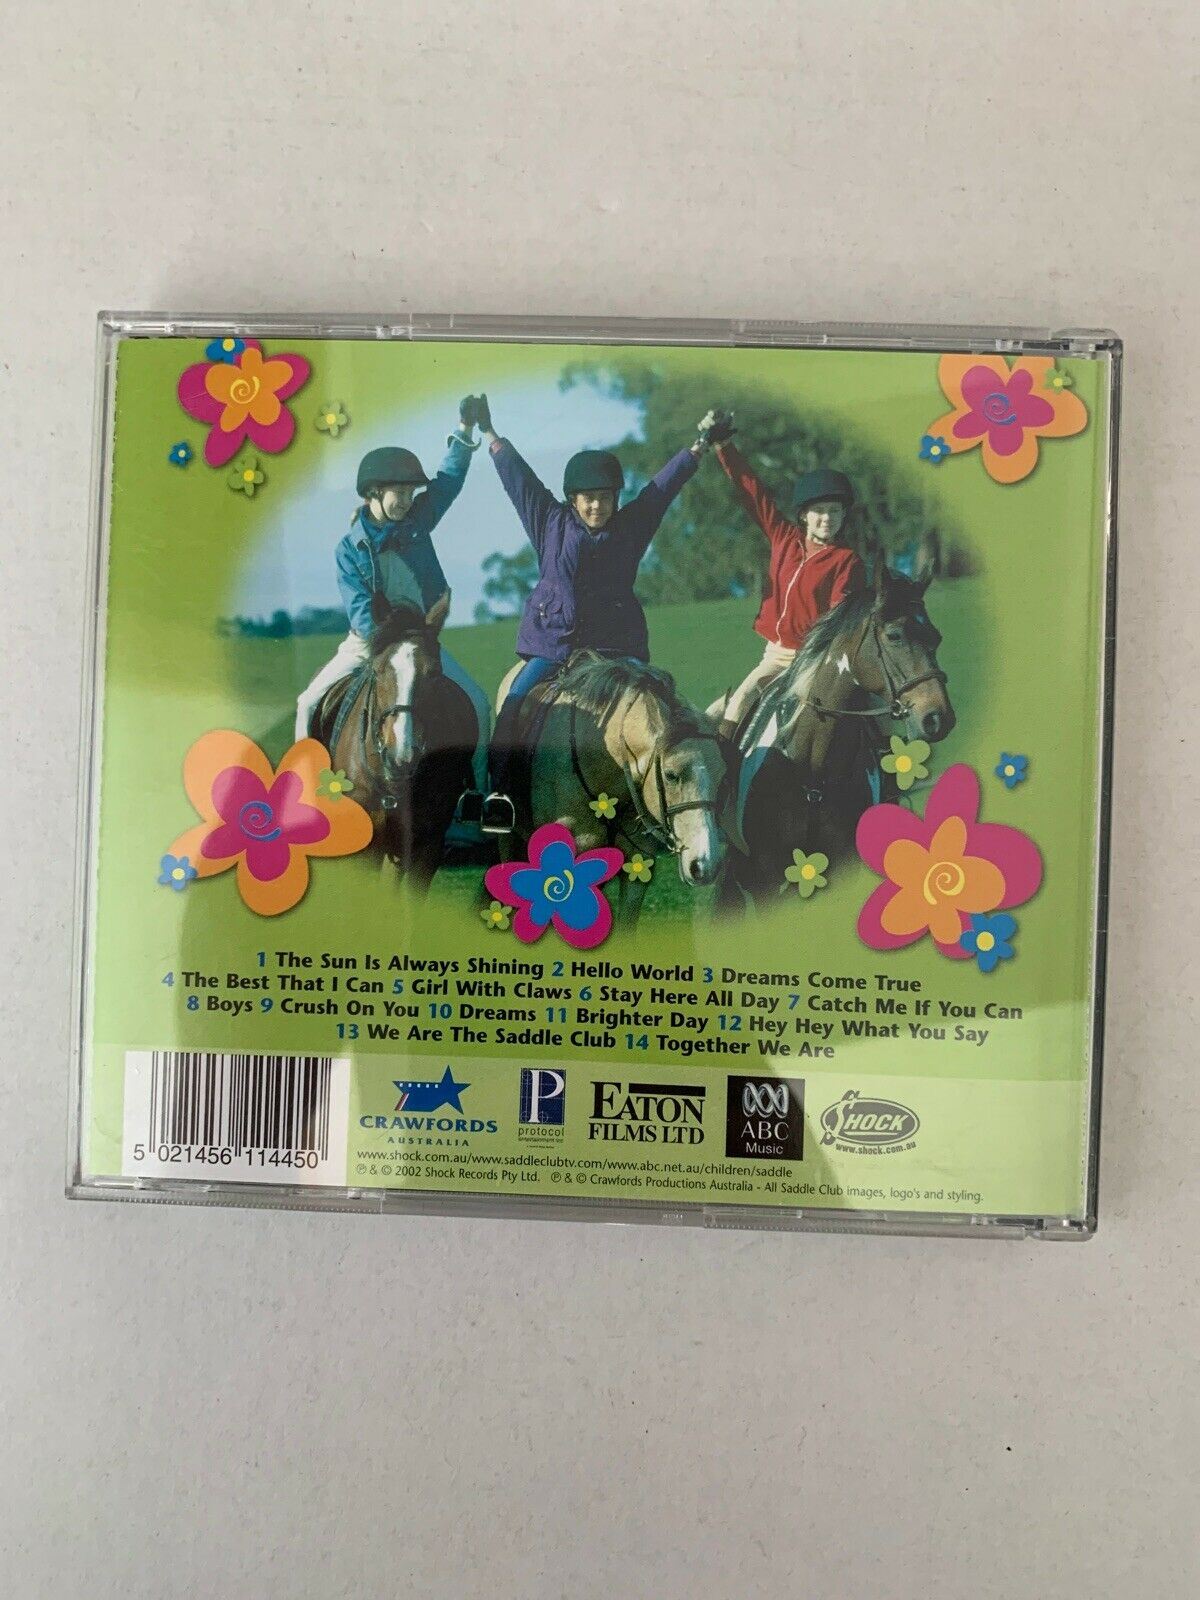 1 The Sun Is Always Shining 2 Hello World 3 Dreams Come True
4 The Best That I Can 5 Girl With Claws 6 Stay Here All Day 7 Catch Me If You Can
8 Boys 9 Crush On You 10 Dreams 11 Brighter Day 12 Hey Hey What You Say
13 We Are The Saddle Club 14 Together We Are
5 021456 114450
CRAWFORDS
AUSTRALIA
P
protocol
EATON
FILMS LTD
ABC
Music
SHOCK
www.shock.com.au
www.shock.com.au/www.saddleclubtv.com/www.abc.net.au/children/saddle
℗ & © 2002 Shock Records Pty Ltd. ℗ & © Crawfords Productions Australia - All Saddle Club images, logo's and styling.